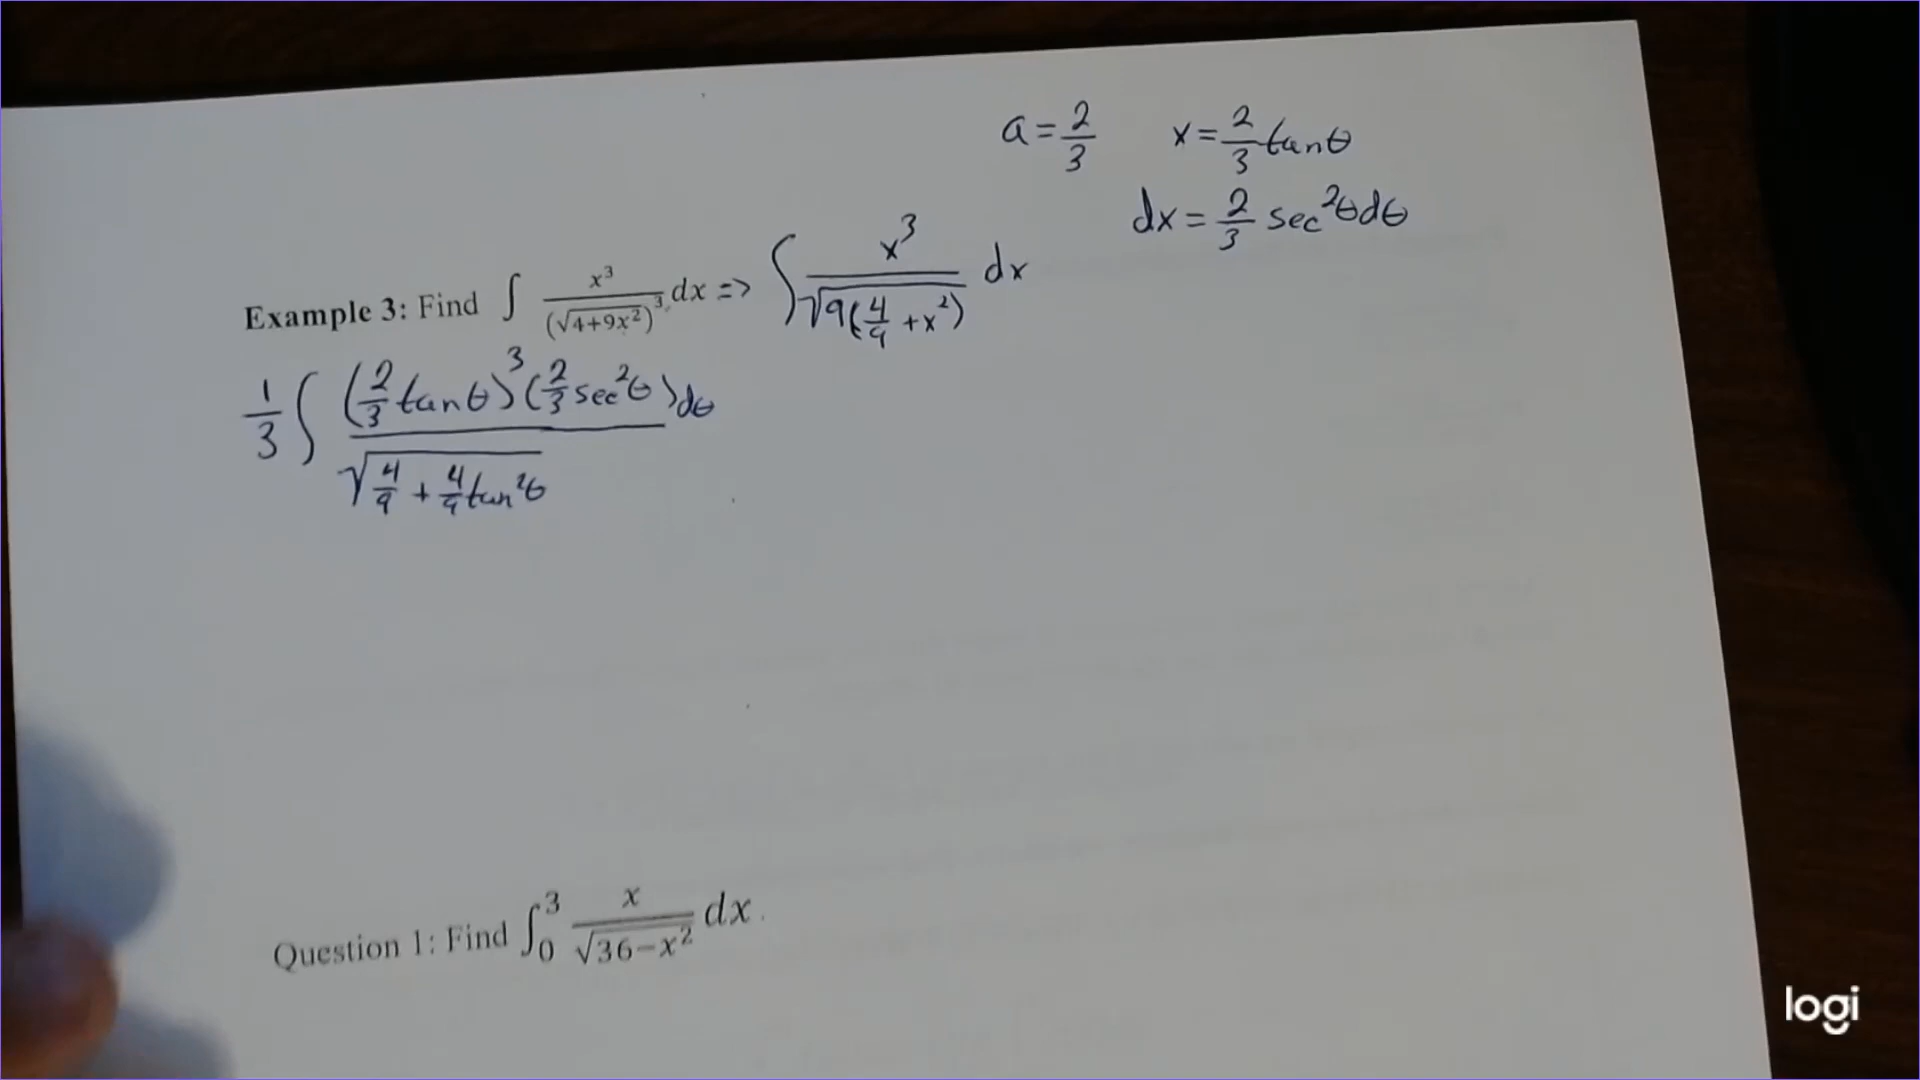 a = 2/3   x = 2/3 tanθ
dx = 2/3 sec²θdθ
Example 3: Find ∫ x³/(√4+9x²)³ dx => ∫ x³/√9(4/9 + x²) dx
1/3 ∫ (2/3 tanθ)³(2/3 sec²θ)dθ / √4/9 + 4/9 tan²θ
Question 1: Find ∫₀³ x/√36−x² dx.
logi